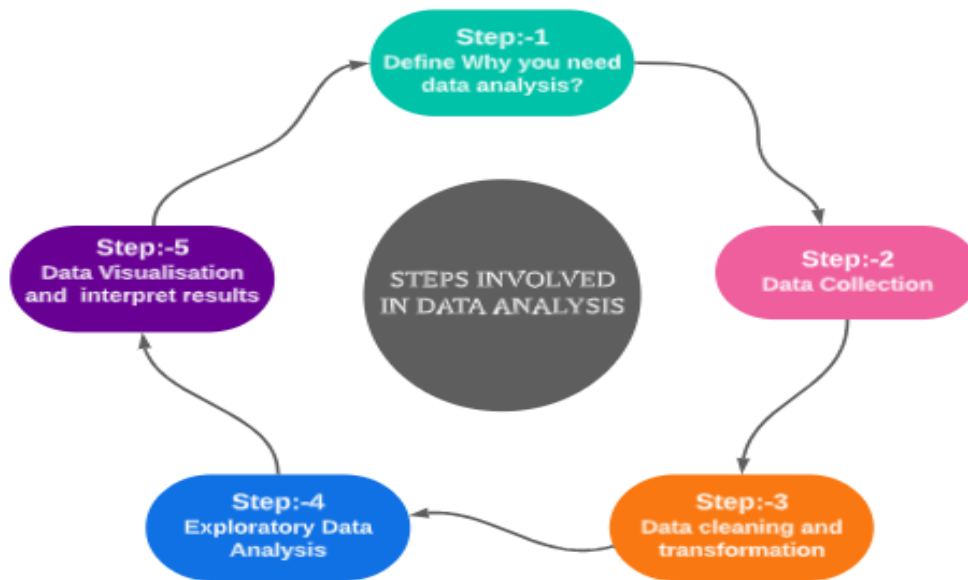 Step:-1
Define Why you need
data analysis?
Step:-2
Data Collection
Step:-3
Data cleaning and
transformation
Step:-4
Exploratory Data
Analysis
Step:-5
Data Visualisation
and interpret results
STEPS INVOLVED
IN DATA ANALYSIS